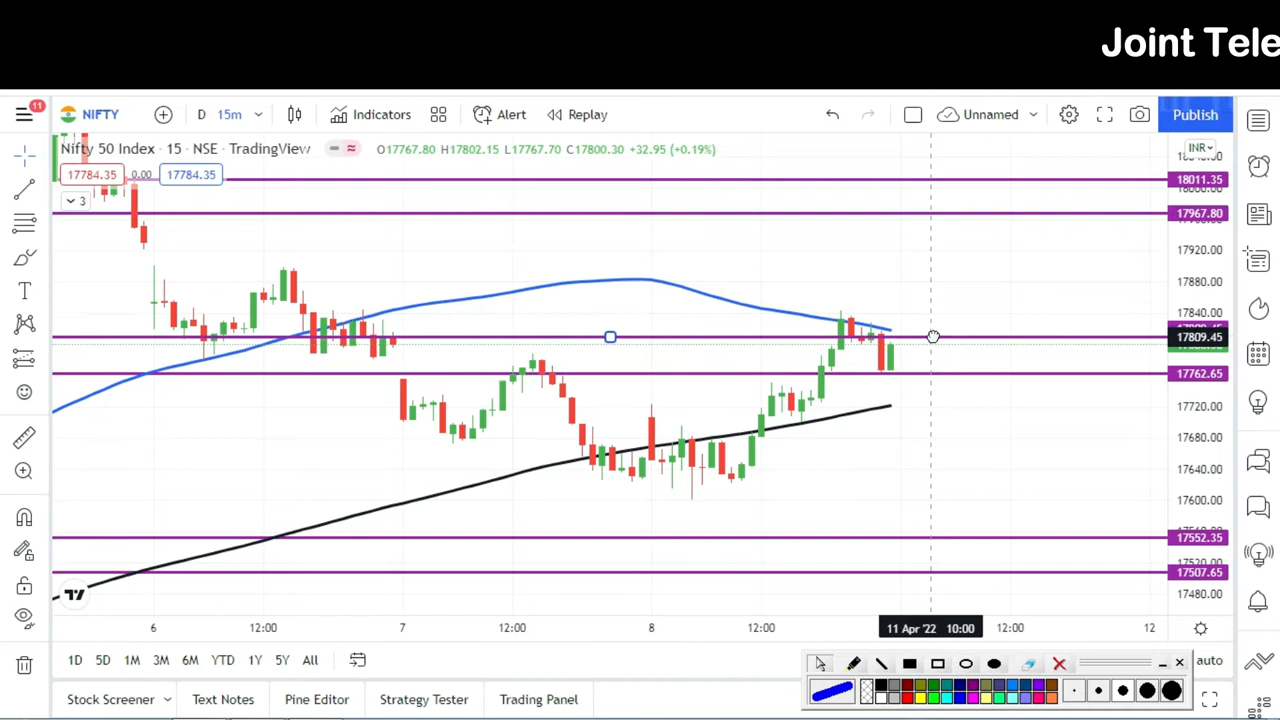 Joint Tele
11
NIFTY
D 15m
Indicators
Alert
Replay
Unnamed
Publish
Nifty 50 Index · 15 · NSE · TradingView
O17767.80 H17802.15 L17767.70 C17800.30 +32.95 (+0.19%)
INR
17784.35 0.00 17784.35
3
18011.35
18000.00
17967.80
17920.00
17880.00
17840.00
17809.45
17762.65
17720.00
17680.00
17640.00
17600.00
17552.35
17520.00
17507.65
17480.00
6 12:00 7 12:00 8 12:00 11 Apr '22 10:00 12:00 12
1D 5D 1M 3M 6M YTD 1Y 5Y All
auto
Stock Screener
Strategy Tester
Trading Panel